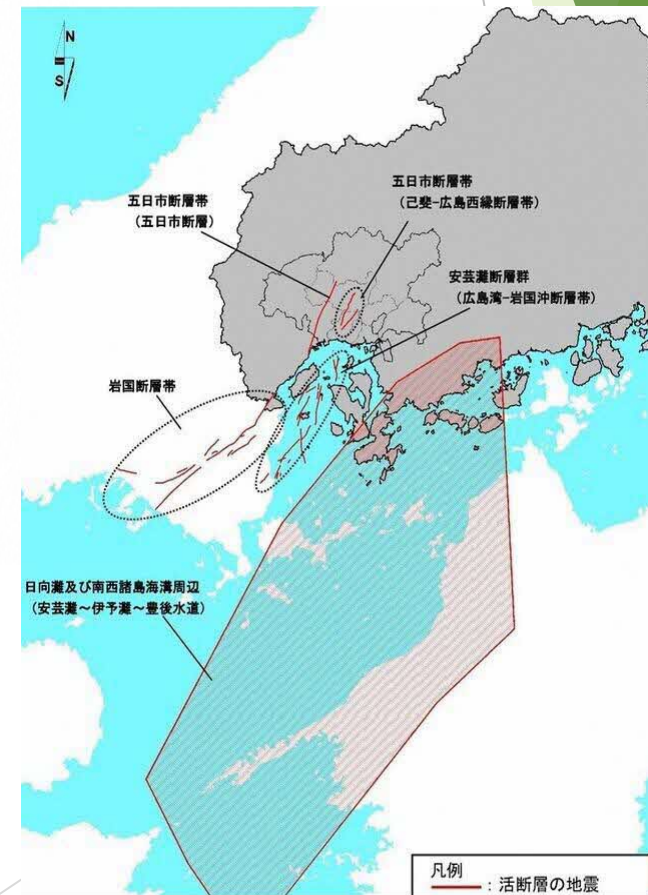 N
S
五日市断層帯
（五日市断層）
五日市断層帯
（己斐-広島西縁断層帯）
安芸灘断層群
（広島湾-岩国沖断層帯）
岩国断層帯
日向灘及び南西諸島海溝周辺
（安芸灘～伊予灘～豊後水道）
凡例
：活断層の地震